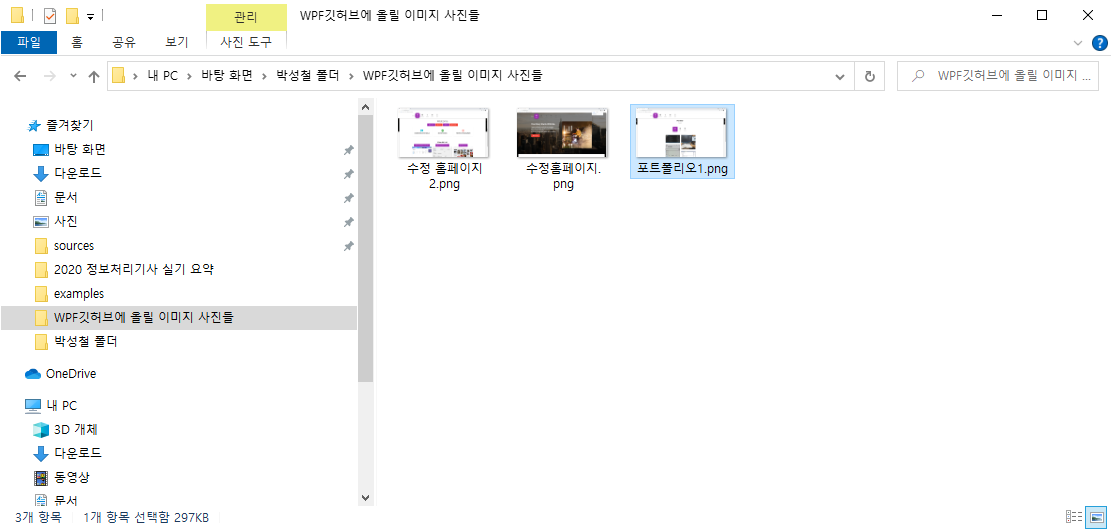 관리
WPF깃허브에 올릴 이미지 사진들
파일
홈
공유
보기
사진 도구
내 PC
바탕 화면
박성철 폴더
WPF깃허브에 올릴 이미지 사진들
WPF깃허브에 올릴 이미지 ...
즐겨찾기
바탕 화면
다운로드
문서
사진
sources
2020 정보처리기사 실기 요약
examples
WPF깃허브에 올릴 이미지 사진들
박성철 폴더
OneDrive
내 PC
3D 개체
다운로드
동영상
문서
수정 홈페이지
2.png
수정홈페이지.
png
포트폴리오1.png
3개 항목
1개 항목 선택함 297KB